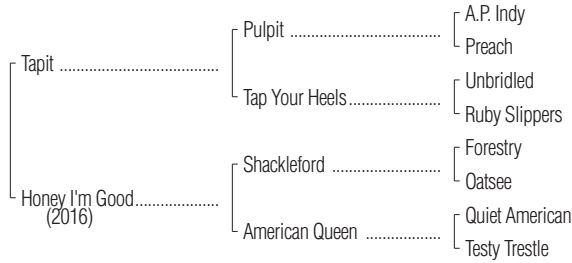 A.P. Indy
Pulpit ..............................
Preach
Tapit ...............................
Unbridled
Tap Your Heels ..................
Ruby Slippers
Forestry
Shackleford .....................
Oatsee
Honey I'm Good .................
(2016)
Quiet American
American Queen ...............
Testy Trestle